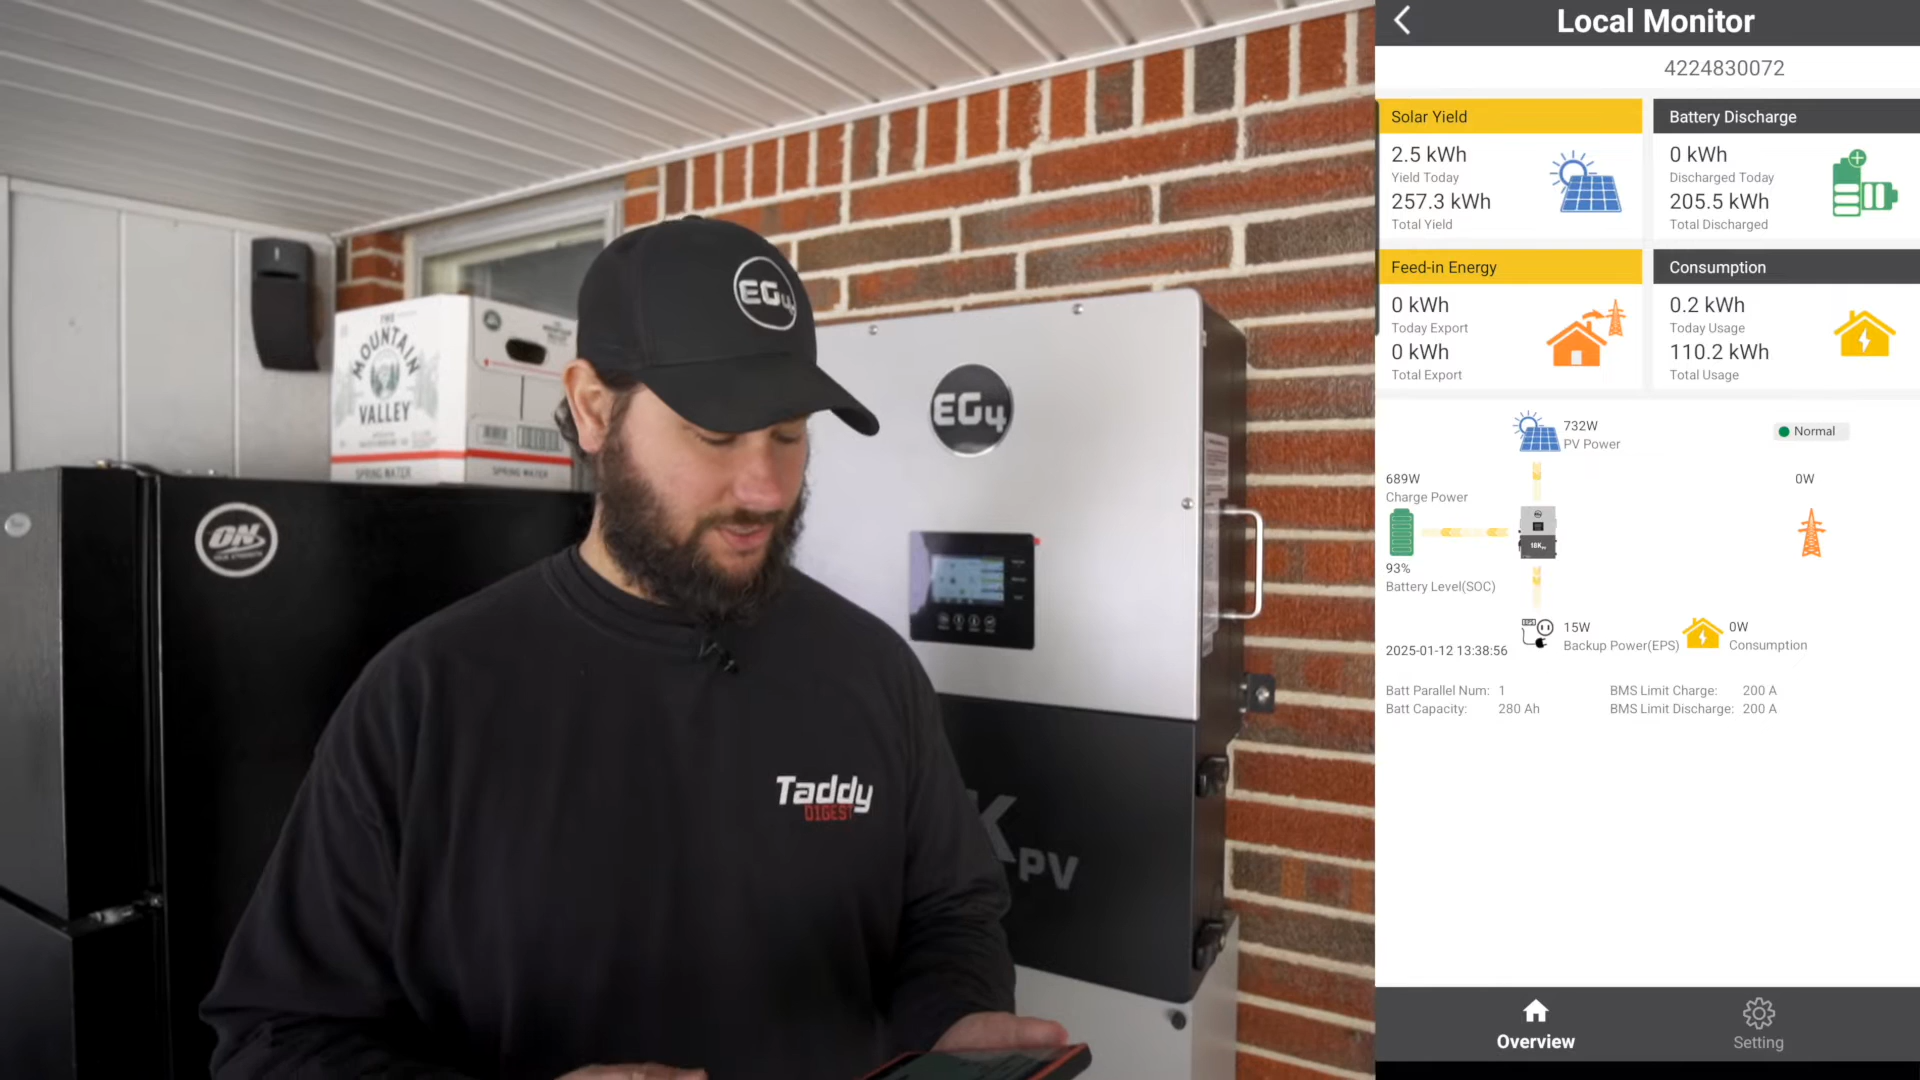 THE
MOUNTAIN
VALLEY
SPRING WATER
SPRING WATER
ON
EG4
EG4
Taddy
DIGEST
K PV
Local Monitor
4224830072
Solar Yield
2.5 kWh
Yield Today
257.3 kWh
Total Yield
Battery Discharge
0 kWh
Discharged Today
205.5 kWh
Total Discharged
Feed-in Energy
0 kWh
Today Export
0 kWh
Total Export
Consumption
0.2 kWh
Today Usage
110.2 kWh
Total Usage
732W
PV Power
Normal
689W
Charge Power
0W
18KPV
93%
Battery Level(SOC)
EPS
15W
Backup Power(EPS)
0W
Consumption
2025-01-12 13:38:56
Batt Parallel Num: 1
BMS Limit Charge: 200 A
Batt Capacity: 280 Ah
BMS Limit Discharge: 200 A
Overview
Setting